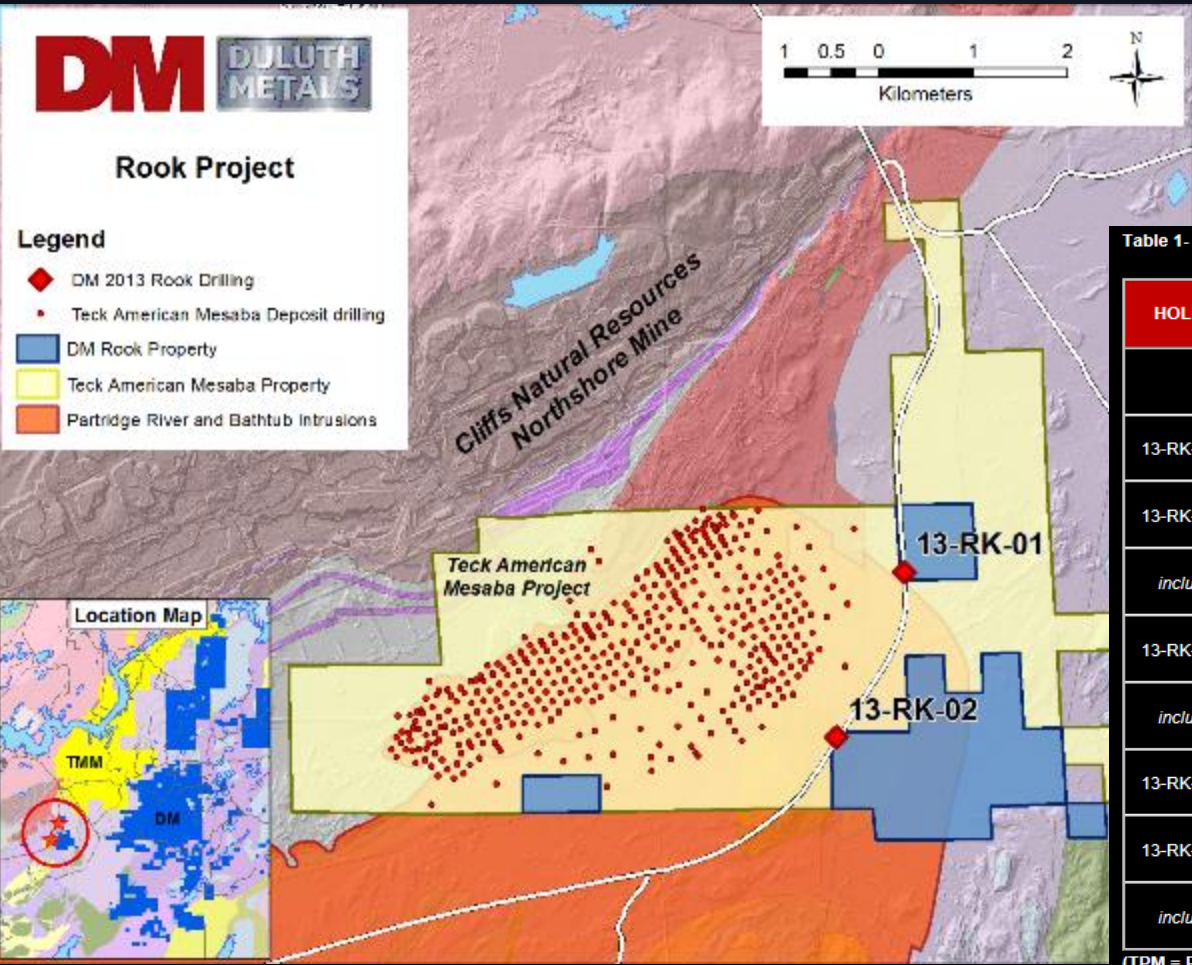 DM DULUTH
METALS
Rook Project
Legend
DM 2013 Rook Drilling
Teck American Mesaba Deposit drilling
DM Rook Property
Teck American Mesaba Property
Partridge River and Bathtub Intrusions
1 0.5 0 1 2
Kilometers
N
Cliffs Natural Resources
Northshore Mine
13-RK-01
Teck American
Mesaba Project
13-RK-02
Location Map
TMM
DM
Table 1-
HOL
13-RK-
13-RK-
inclu
13-RK-
inclu
13-RK-
13-RK-
inclu